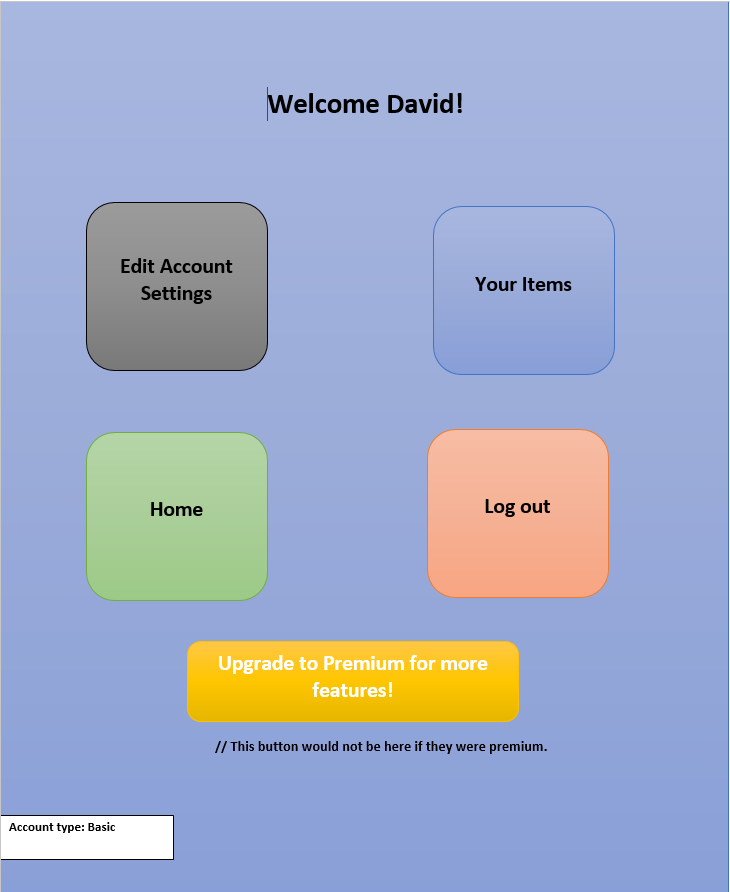 Welcome David!
Edit Account
Settings
Your Items
Home
Log out
Upgrade to Premium for more
features!
// This button would not be here if they were premium.
Account type: Basic